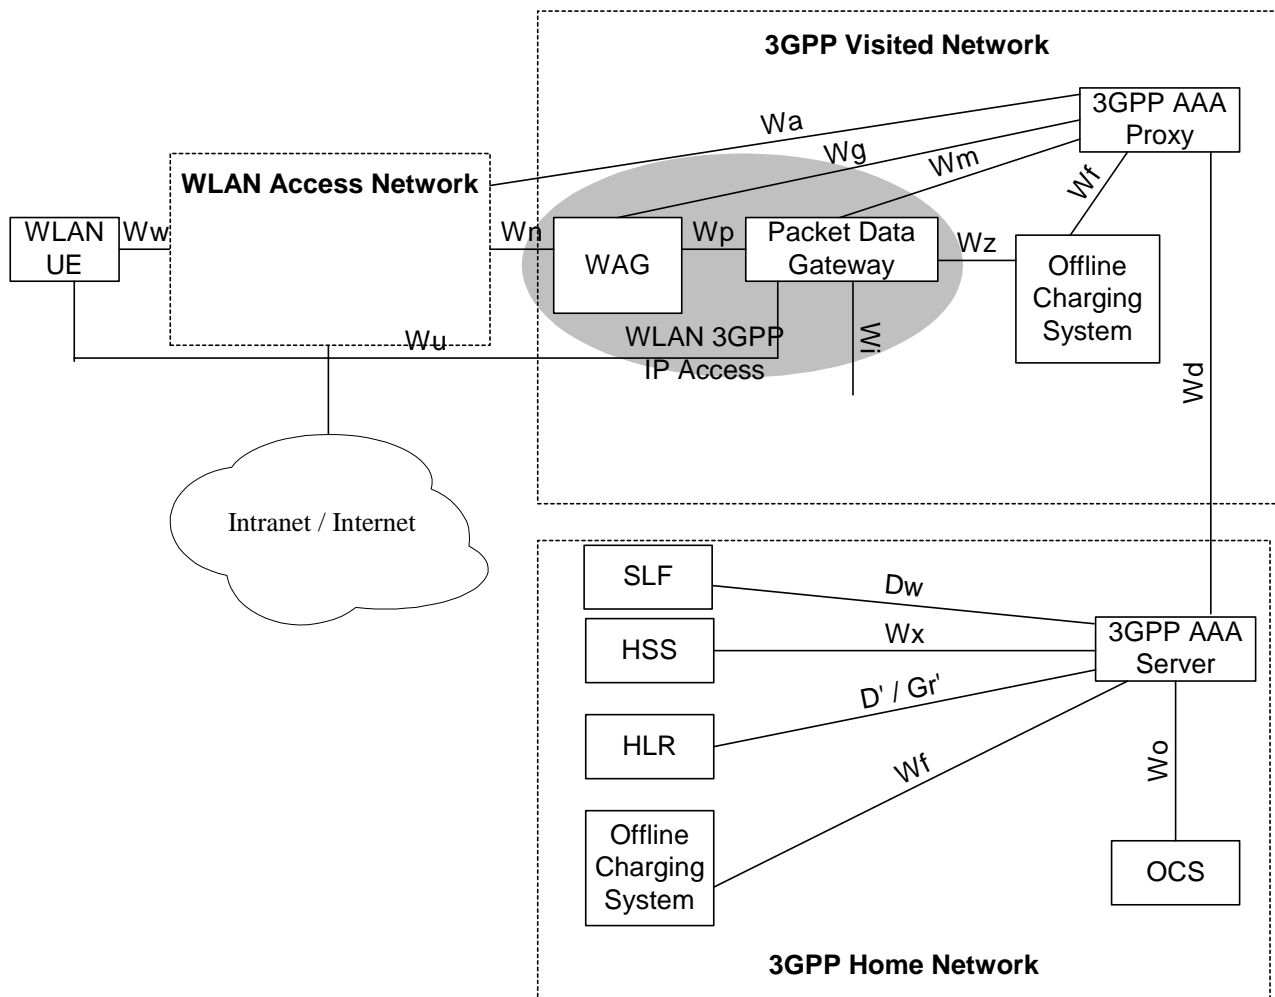 3GPP Visited Network
3GPP AAA
Proxy
Wa
Wg
Wm
Wf
WLAN Access Network
WLAN
UE
Ww
Wn
WAG
Wp
Packet Data
Gateway
Wz
Offline
Charging
System
Wu
WLAN 3GPP
IP Access
Wi
Wd
Intranet / Internet
SLF
Dw
HSS
Wx
3GPP AAA
Server
HLR
D' / Gr'
Wf
Wo
Offline
Charging
System
OCS
3GPP Home Network